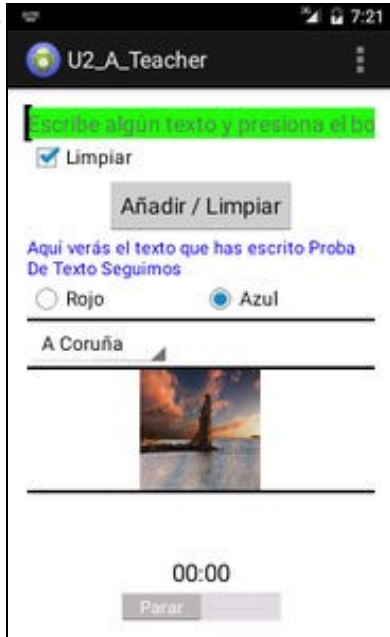 7:21
U2_A_Teacher
Escribe algún texto y presiona el bo
Limpiar
Añadir / Limpiar
Aquí verás el texto que has escrito Proba
De Texto Seguimos
Rojo Azul
A Coruña
00:00
Parar